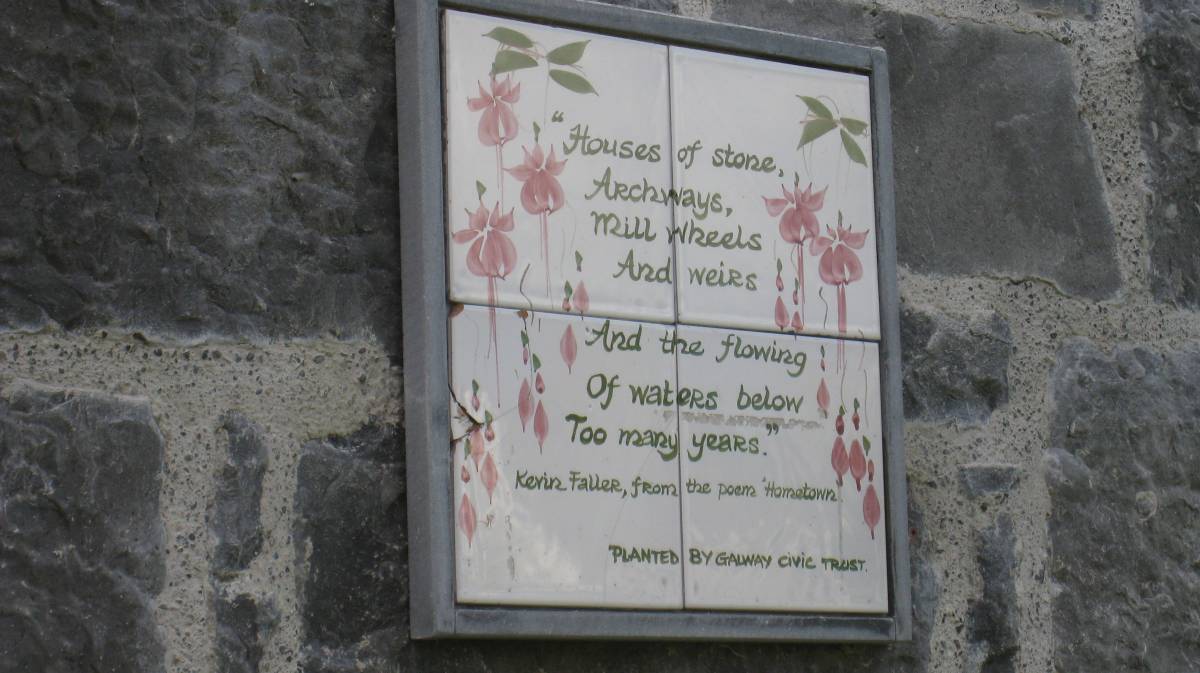 “Houses of stone,
Archways,
Mill wheels
And weirs
And the flowing
Of waters below
Too many years.”
Kevin Faller, from the poem 'Hometown
PLANTED BY GALWAY CIVIC TRUST.